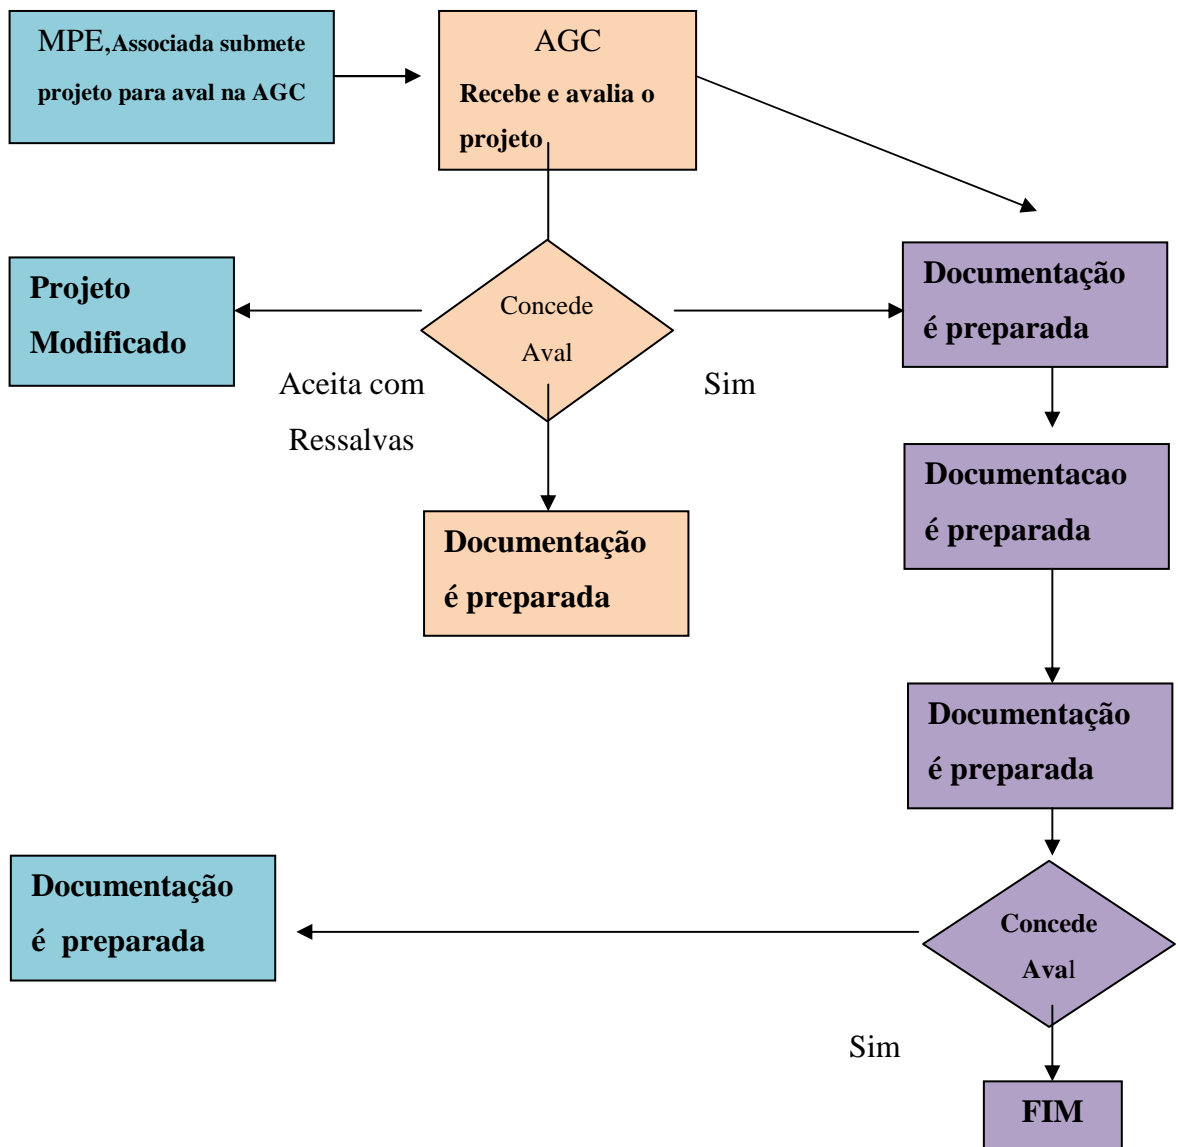 MPE,Associada submete
projeto para aval na AGC
AGC
Recebe e avalia o
projeto
Projeto
Modificado
Concede
Aval
Documentação
é preparada
Aceita com
Ressalvas
Sim
Documentacao
é preparada
Documentação
é preparada
Documentação
é preparada
Documentação
é  preparada
Concede
Aval
Sim
FIM